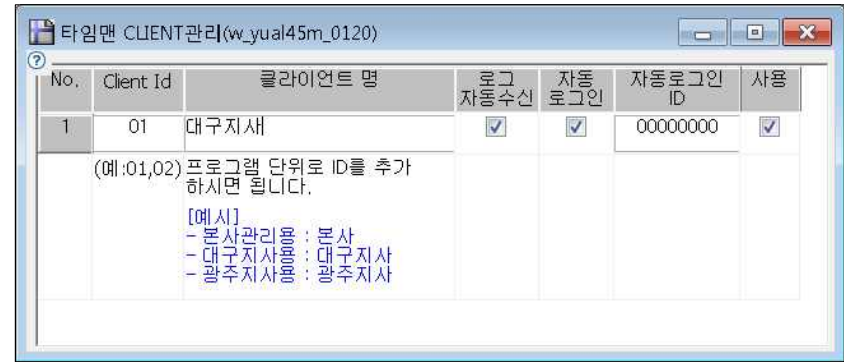 타임맨 CLIENT관리(w_yual45m_0120)
?
No. Client Id 클라이언트 명 로그 자동수신 자동 로그인 자동로그인 ID 사용
1 01 대구지사 00000000
(예:01,02) 프로그램 단위로 ID를 추가
하시면 됩니다.
[예시]
- 본사관리용 : 본사
- 대구지사용 : 대구지사
- 광주지사용 : 광주지사